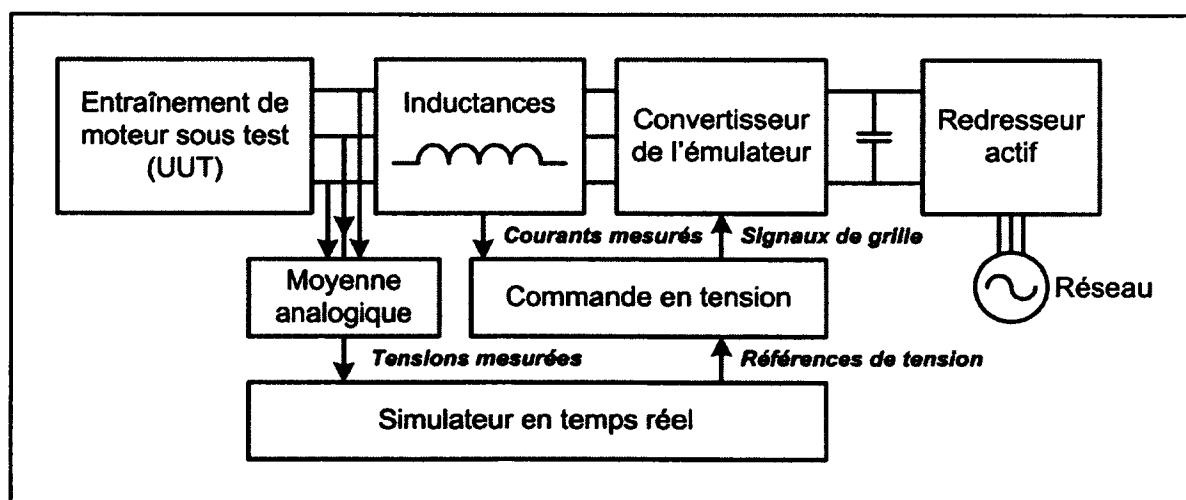 Entraînement de
moteur sous test
(UUT)
Inductances
Convertisseur
de l'émulateur
Redresseur
actif
Courants mesurés
Signaux de grille
Moyenne
analogique
Commande en tension
Réseau
Tensions mesurées
Références de tension
Simulateur en temps réel